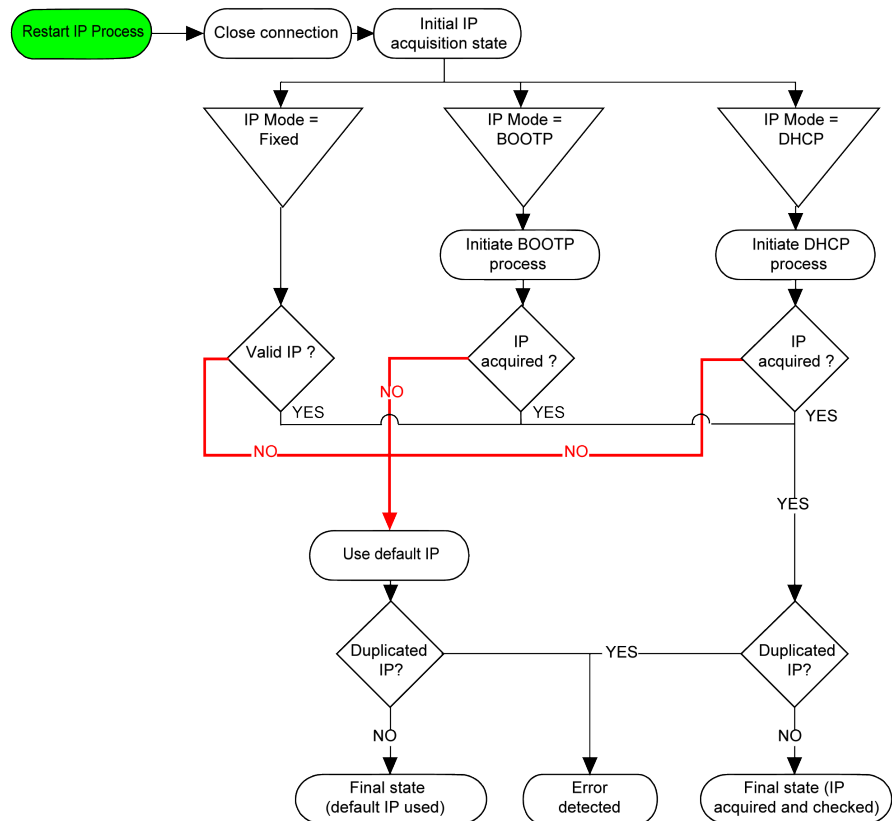 Restart IP Process
Close connection
Initial IP
acquisition state
IP Mode =
Fixed
IP Mode =
BOOTP
IP Mode =
DHCP
Initiate BOOTP
process
Initiate DHCP
process
Valid IP ?
IP
acquired ?
IP
acquired ?
NO
YES
YES
YES
NO
NO
YES
Use default IP
Duplicated
IP?
YES
Duplicated
IP?
NO
NO
Final state
(default IP used)
Error
detected
Final state (IP
acquired and checked)